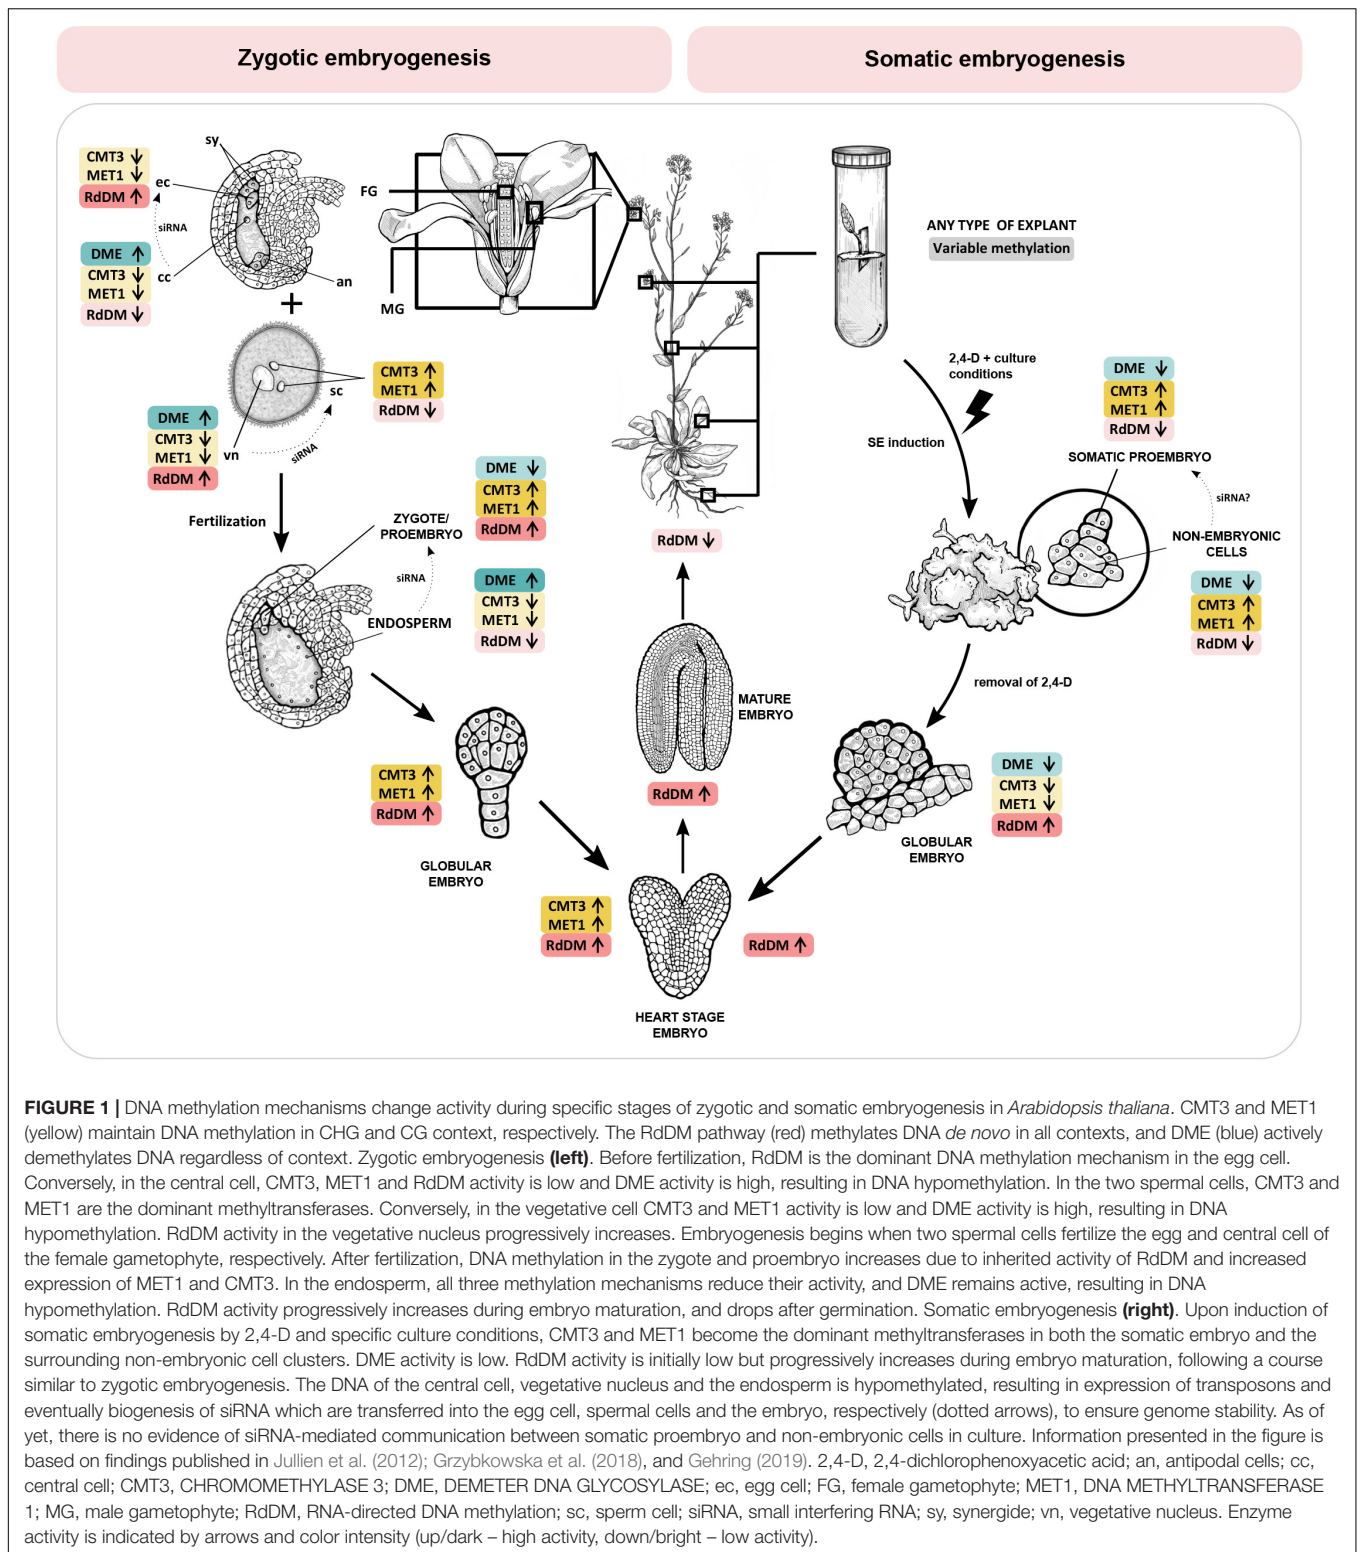 Zygotic embryogenesis
Somatic embryogenesis
sy
CMT3 ↓
MET1 ↓
RdDM ↑
ec
siRNA
DME ↑
CMT3 ↓
MET1 ↓
RdDM ↓
cc
an
+
FG
MG
ANY TYPE OF EXPLANT
Variable methylation
sc
CMT3 ↑
MET1 ↑
RdDM ↓
DME ↑
CMT3 ↓
MET1 ↓
RdDM ↑
vn
siRNA
Fertilization
ZYGOTE/
PROEMBRYO
DME ↓
CMT3 ↑
MET1 ↑
RdDM ↑
siRNA
ENDOSPERM
DME ↑
CMT3 ↓
MET1 ↓
RdDM ↓
RdDM ↓
2,4-D + culture
conditions
SE induction
DME ↓
CMT3 ↑
MET1 ↑
RdDM ↓
SOMATIC PROEMBRYO
siRNA?
NON-EMBRYONIC
CELLS
DME ↓
CMT3 ↑
MET1 ↑
RdDM ↓
removal of 2,4-D
MATURE
EMBRYO
RdDM ↑
CMT3 ↑
MET1 ↑
RdDM ↑
GLOBULAR
EMBRYO
DME ↓
CMT3 ↓
MET1 ↓
RdDM ↑
GLOBULAR
EMBRYO
CMT3 ↑
MET1 ↑
RdDM ↑
RdDM ↑
HEART STAGE
EMBRYO
FIGURE 1 | DNA methylation mechanisms change activity during specific stages of zygotic and somatic embryogenesis in Arabidopsis thaliana. CMT3 and MET1
(yellow) maintain DNA methylation in CHG and CG context, respectively. The RdDM pathway (red) methylates DNA de novo in all contexts, and DME (blue) actively
demethylates DNA regardless of context. Zygotic embryogenesis (left). Before fertilization, RdDM is the dominant DNA methylation mechanism in the egg cell.
Conversely, in the central cell, CMT3, MET1 and RdDM activity is low and DME activity is high, resulting in DNA hypomethylation. In the two spermal cells, CMT3 and
MET1 are the dominant methyltransferases. Conversely, in the vegetative cell CMT3 and MET1 activity is low and DME activity is high, resulting in DNA
hypomethylation. RdDM activity in the vegetative nucleus progressively increases. Embryogenesis begins when two spermal cells fertilize the egg and central cell of
the female gametophyte, respectively. After fertilization, DNA methylation in the zygote and proembryo increases due to inherited activity of RdDM and increased
expression of MET1 and CMT3. In the endosperm, all three methylation mechanisms reduce their activity, and DME remains active, resulting in DNA
hypomethylation. RdDM activity progressively increases during embryo maturation, and drops after germination. Somatic embryogenesis (right). Upon induction of
somatic embryogenesis by 2,4-D and specific culture conditions, CMT3 and MET1 become the dominant methyltransferases in both the somatic embryo and the
surrounding non-embryonic cell clusters. DME activity is low. RdDM activity is initially low but progressively increases during embryo maturation, following a course
similar to zygotic embryogenesis. The DNA of the central cell, vegetative nucleus and the endosperm is hypomethylated, resulting in expression of transposons and
eventually biogenesis of siRNA which are transferred into the egg cell, spermal cells and the embryo, respectively (dotted arrows), to ensure genome stability. As of
yet, there is no evidence of siRNA-mediated communication between somatic proembryo and non-embryonic cells in culture. Information presented in the figure is
based on findings published in Jullien et al. (2012); Grzybkowska et al. (2018), and Gehring (2019). 2,4-D, 2,4-dichlorophenoxyacetic acid; an, antipodal cells; cc,
central cell; CMT3, CHROMOMETHYLASE 3; DME, DEMETER DNA GLYCOSYLASE; ec, egg cell; FG, female gametophyte; MET1, DNA METHYLTRANSFERASE
1; MG, male gametophyte; RdDM, RNA-directed DNA methylation; sc, sperm cell; siRNA, small interfering RNA; sy, synergide; vn, vegetative nucleus. Enzyme
activity is indicated by arrows and color intensity (up/dark – high activity, down/bright – low activity).